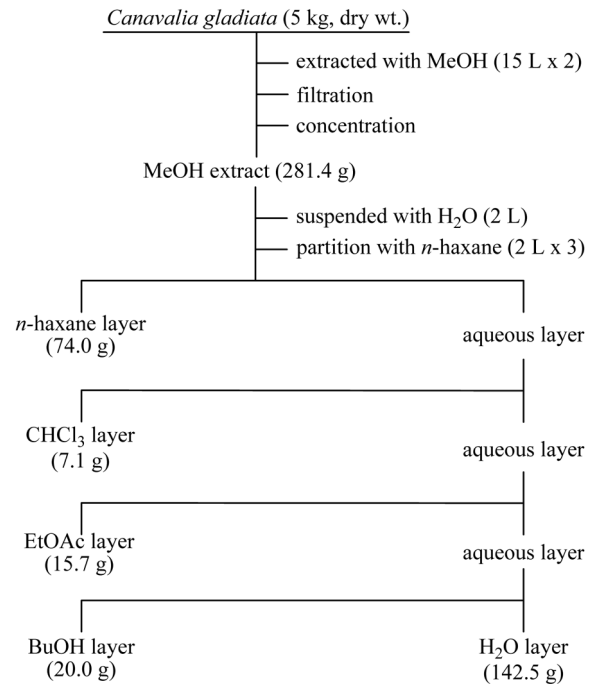 Canavalia gladiata (5 kg, dry wt.)
extracted with MeOH (15 L x 2)
filtration
concentration
MeOH extract (281.4 g)
suspended with H₂O (2 L)
partition with n-haxane (2 L x 3)
n-haxane layer
(74.0 g)
aqueous layer
CHCl₃ layer
(7.1 g)
aqueous layer
EtOAc layer
(15.7 g)
aqueous layer
BuOH layer
(20.0 g)
H₂O layer
(142.5 g)